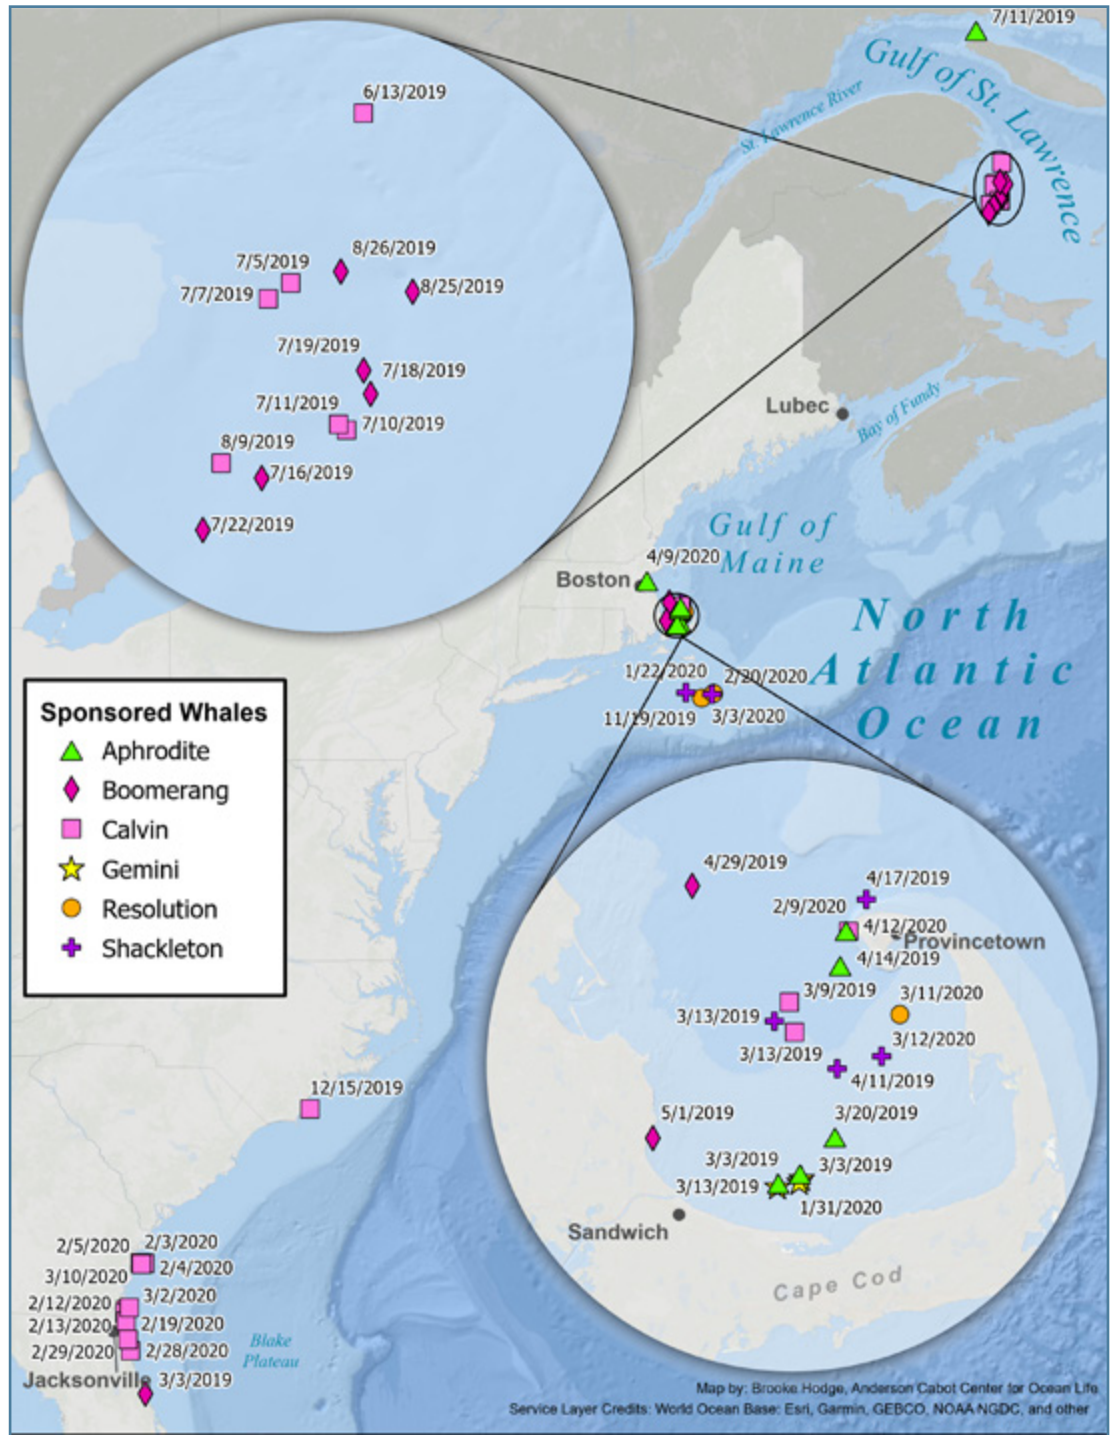 7/11/2019
Gulf of St. Lawrence
St. Lawrence River
6/13/2019
8/26/2019
7/5/2019
8/25/2019
7/7/2019
7/19/2019
7/18/2019
7/11/2019
7/10/2019
8/9/2019
7/16/2019
7/22/2019
Lubec
Bay of Fundy
Gulf of
Maine
4/9/2020
Boston
North
Atlantic
Ocean
1/22/2020
2/20/2020
11/19/2019
3/3/2020
Sponsored Whales
Aphrodite
Boomerang
Calvin
Gemini
Resolution
Shackleton
4/29/2019
4/17/2019
2/9/2020
4/12/2020
Provincetown
4/14/2019
3/9/2019
3/11/2020
3/13/2019
3/12/2020
3/13/2019
4/11/2019
5/1/2019
3/20/2019
3/3/2019
3/3/2019
3/13/2019
1/31/2020
Sandwich
Cape Cod
12/15/2019
2/3/2020
2/5/2020
2/4/2020
3/10/2020
3/2/2020
2/12/2020
2/19/2020
2/13/2020
2/29/2020
2/28/2020
Jacksonville
3/3/2019
Blake
Plateau
Map by: Brooke Hodge, Anderson Cabot Center for Ocean Life
Service Layer Credits: World Ocean Base: Esri, Garmin, GEBCO, NOAA NGDC, and other